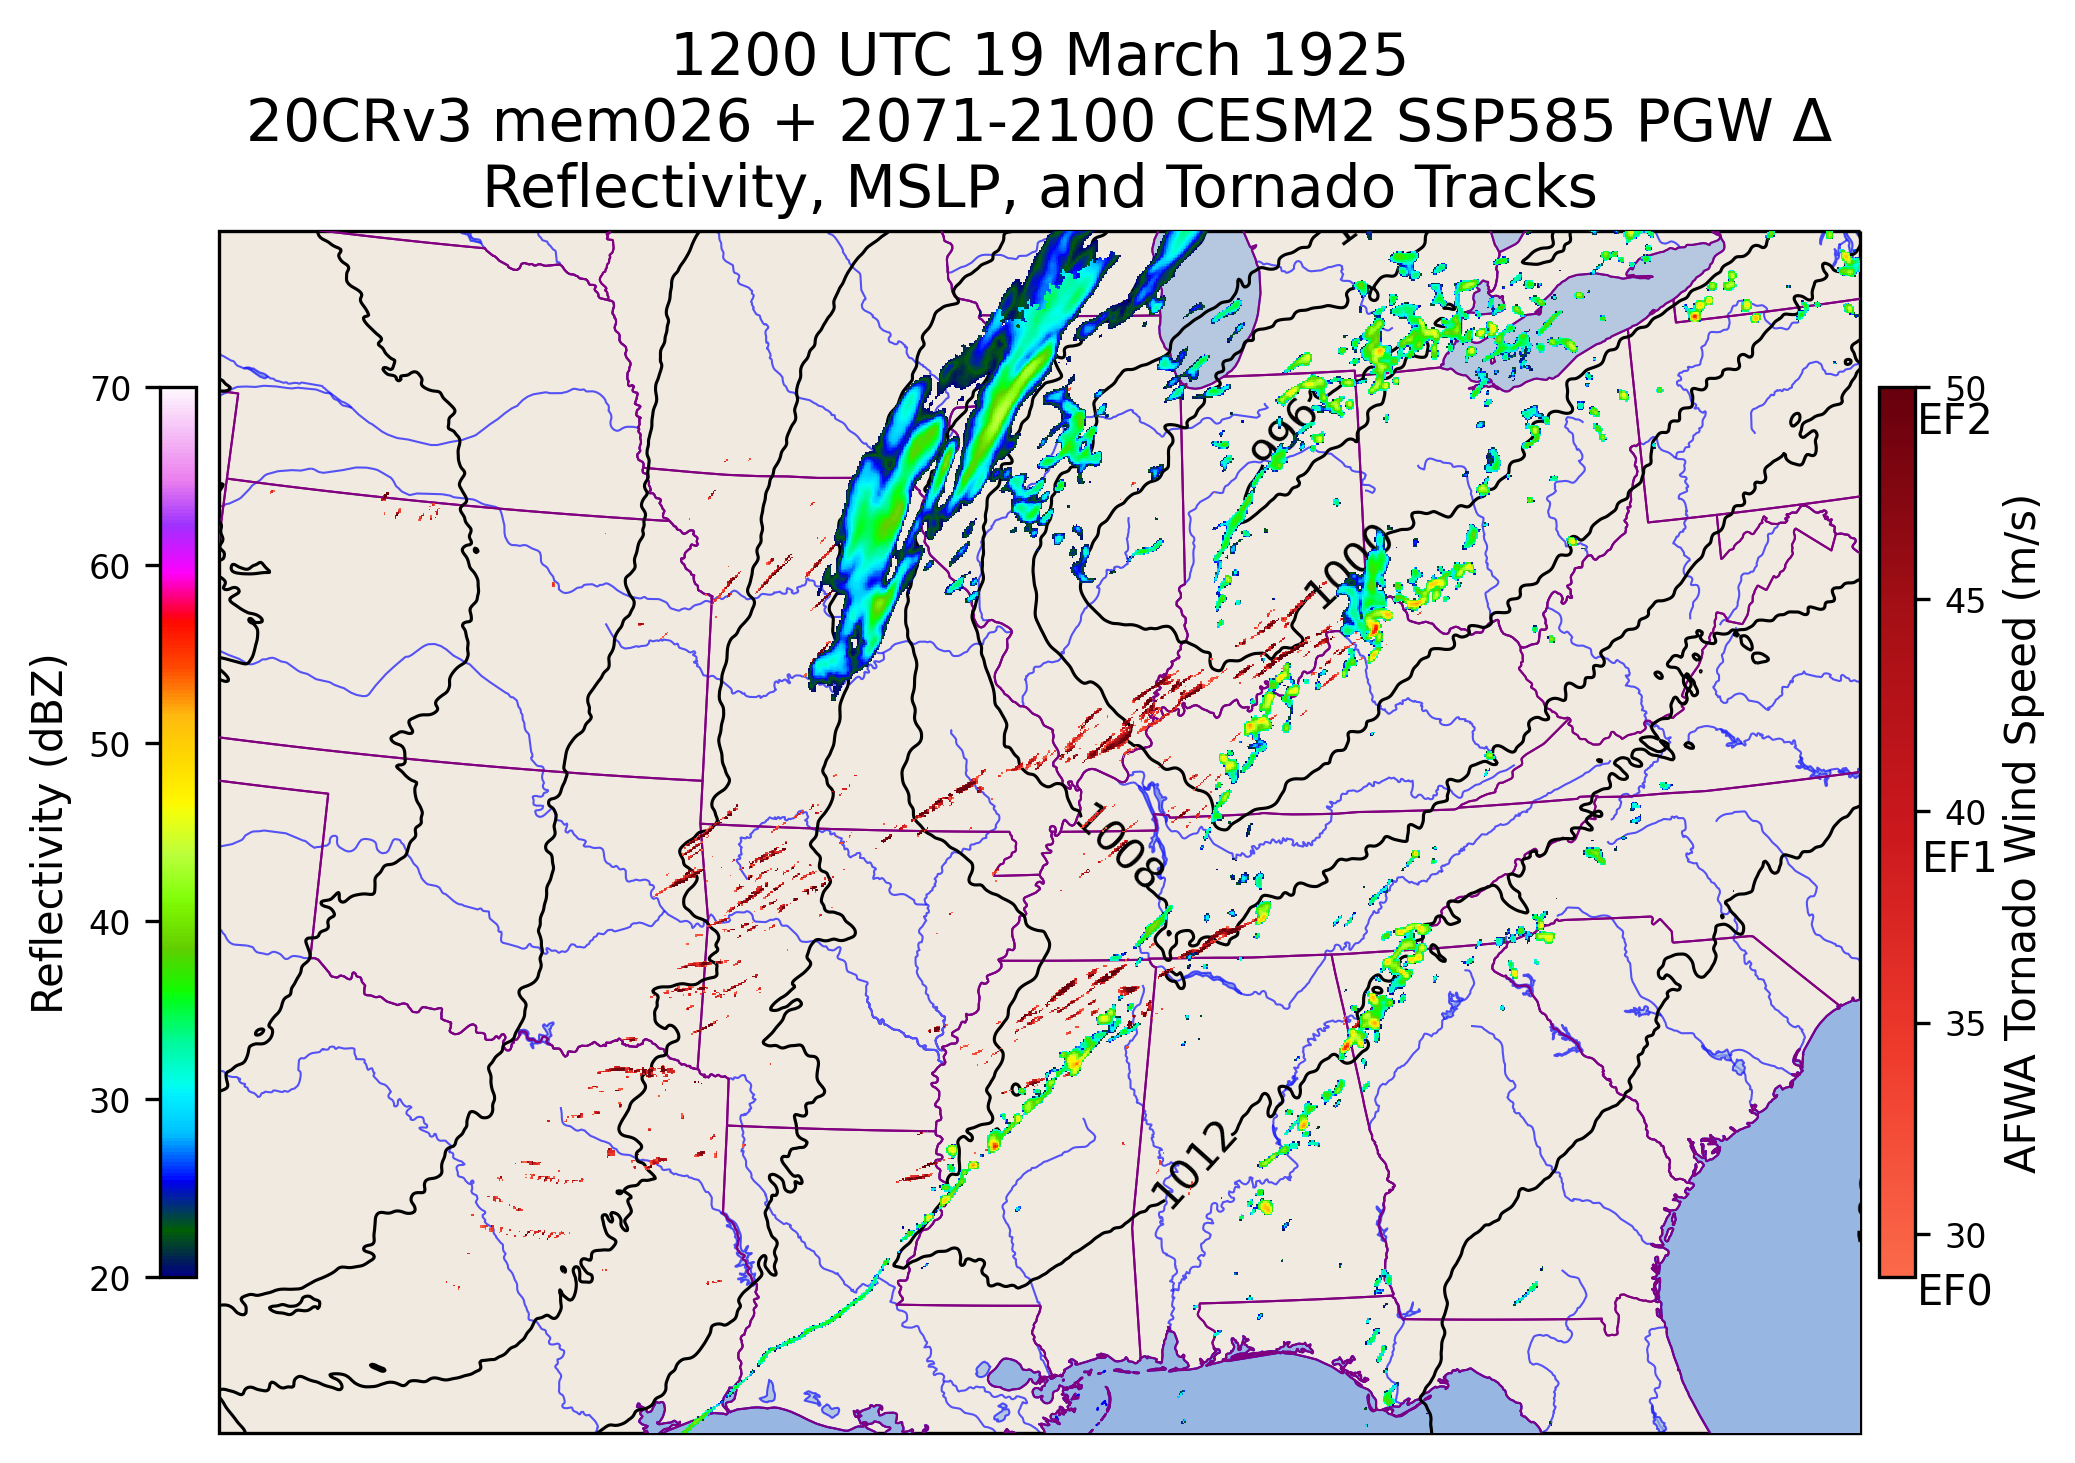 1200 UTC 19 March 1925
20CRv3 mem026 + 2071-2100 CESM2 SSP585 PGW Δ
Reflectivity, MSLP, and Tornado Tracks
70
60
50
40
30
20
Reflectivity (dBZ)
996
1000
1008
1012
50
EF2
45
40
EF1
35
30
EF0
AFWA Tornado Wind Speed (m/s)